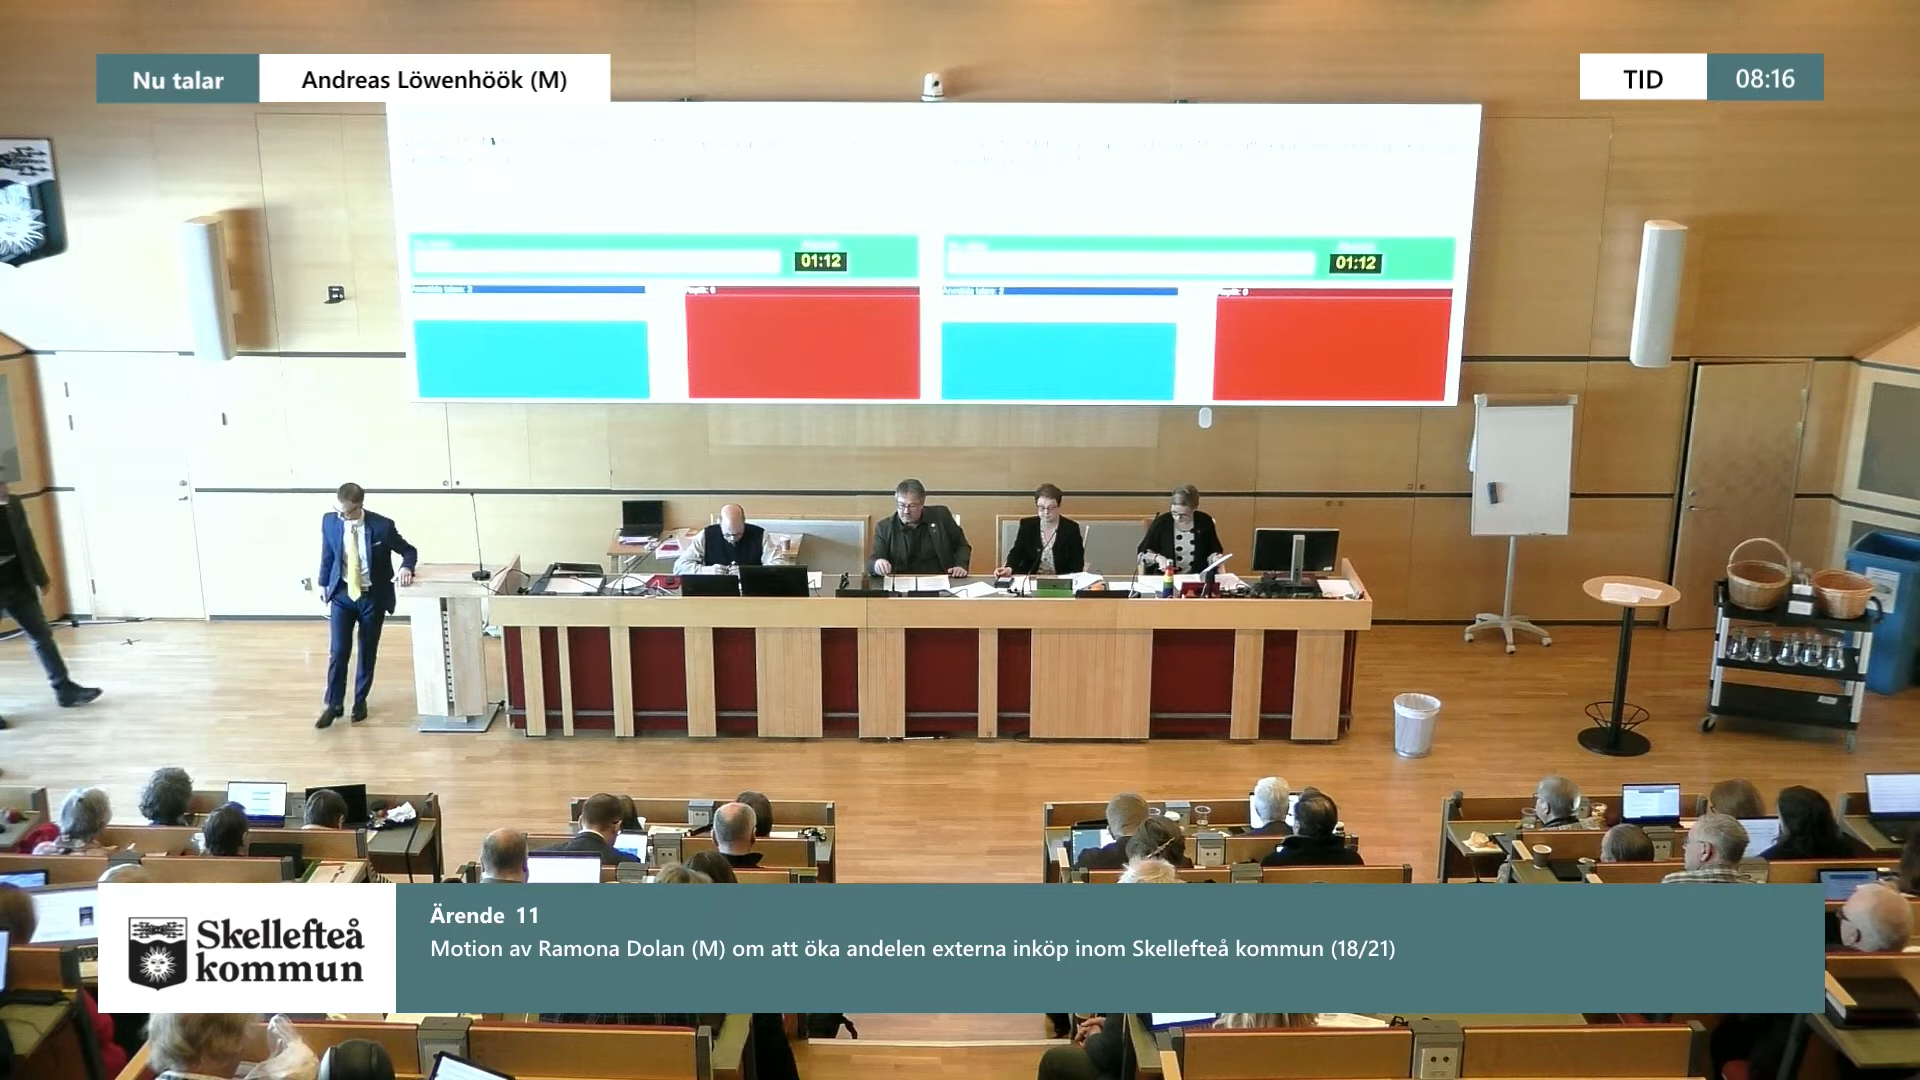 Nu talar
Andreas Löwenhöök (M)
TID
08:16
01:12
01:12
Ärende 11
Motion av Ramona Dolan (M) om att öka andelen externa inköp inom Skellefteå kommun (18/21)
Skellefteå
kommun